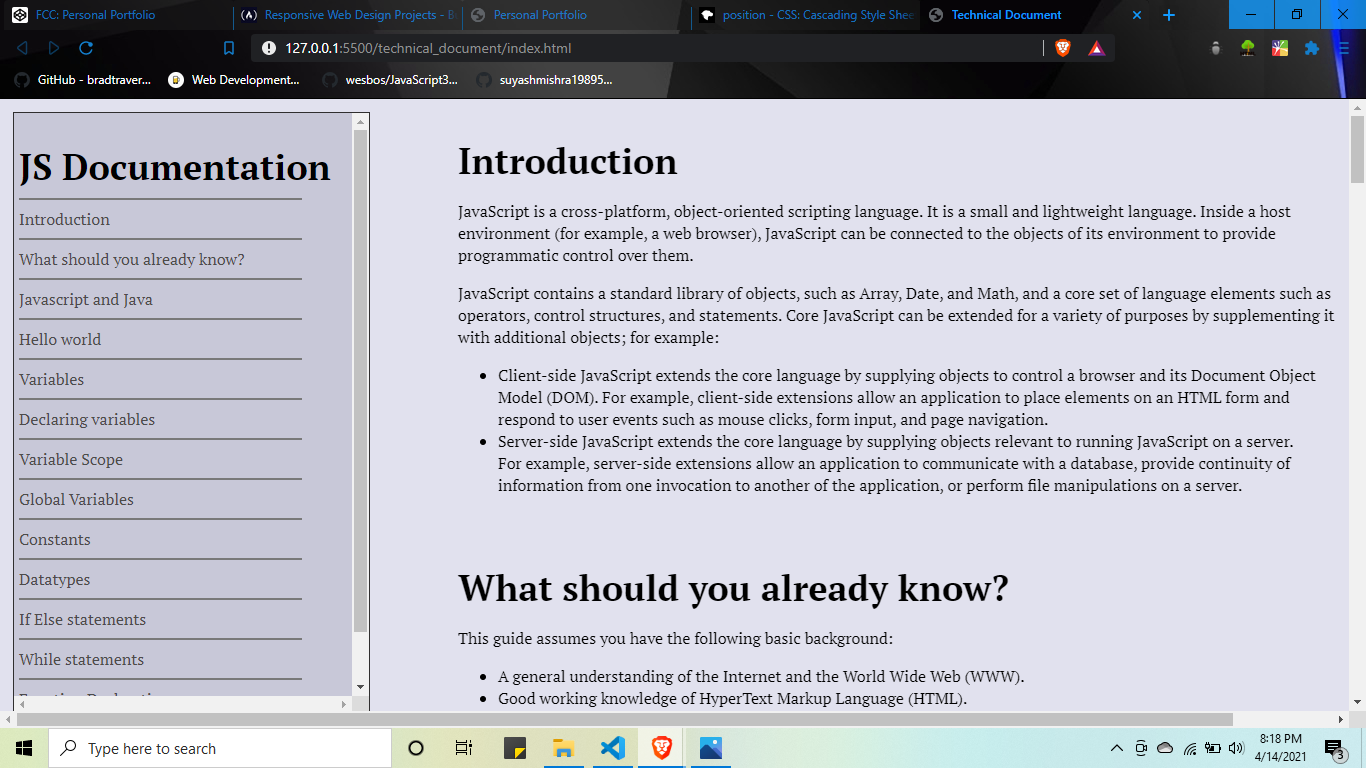 FCC: Personal Portfolio
Responsive Web Design Projects - B
Personal Portfolio
position - CSS: Cascading Style Shee
Technical Document
127.0.0.1:5500/technical_document/index.html
GitHub - bradtraver...
Web Development...
wesbos/JavaScript3...
suyashmishra19895...
JS Documentation
Introduction
What should you already know?
Javascript and Java
Hello world
Variables
Declaring variables
Variable Scope
Global Variables
Constants
Datatypes
If Else statements
While statements
Introduction
JavaScript is a cross-platform, object-oriented scripting language. It is a small and lightweight language. Inside a host
environment (for example, a web browser), JavaScript can be connected to the objects of its environment to provide
programmatic control over them.
JavaScript contains a standard library of objects, such as Array, Date, and Math, and a core set of language elements such as
operators, control structures, and statements. Core JavaScript can be extended for a variety of purposes by supplementing it
with additional objects; for example:
Client-side JavaScript extends the core language by supplying objects to control a browser and its Document Object
Model (DOM). For example, client-side extensions allow an application to place elements on an HTML form and
respond to user events such as mouse clicks, form input, and page navigation.
Server-side JavaScript extends the core language by supplying objects relevant to running JavaScript on a server.
For example, server-side extensions allow an application to communicate with a database, provide continuity of
information from one invocation to another of the application, or perform file manipulations on a server.
What should you already know?
This guide assumes you have the following basic background:
A general understanding of the Internet and the World Wide Web (WWW).
Good working knowledge of HyperText Markup Language (HTML).
Type here to search
8:18 PM
4/14/2021
3